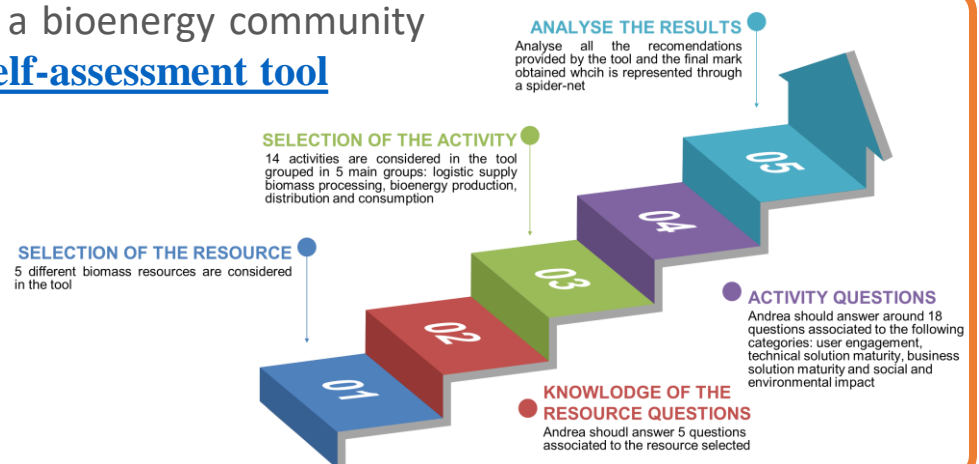 a bioenergy community
elf-assessment tool
ANALYSE THE RESULTS
Analyse all the recomendations
provided by the tool and the final mark
obtained whcih is represented through
a spider-net
SELECTION OF THE ACTIVITY
14 activities are considered in the tool
grouped in 5 main groups: logistic supply
biomass processing, bioenergy production,
distribution and consumption
SELECTION OF THE RESOURCE
5 different biomass resources are considered
in the tool
05
04
03
02
01
ACTIVITY QUESTIONS
Andrea should answer around 18
questions associated to the following
categories: user engagement,
technical solution maturity, business
solution maturity and social and
environmental impact
KNOWLODGE OF THE
RESOURCE QUESTIONS
Andrea shoudl answer 5 questions
associated to the resource selected